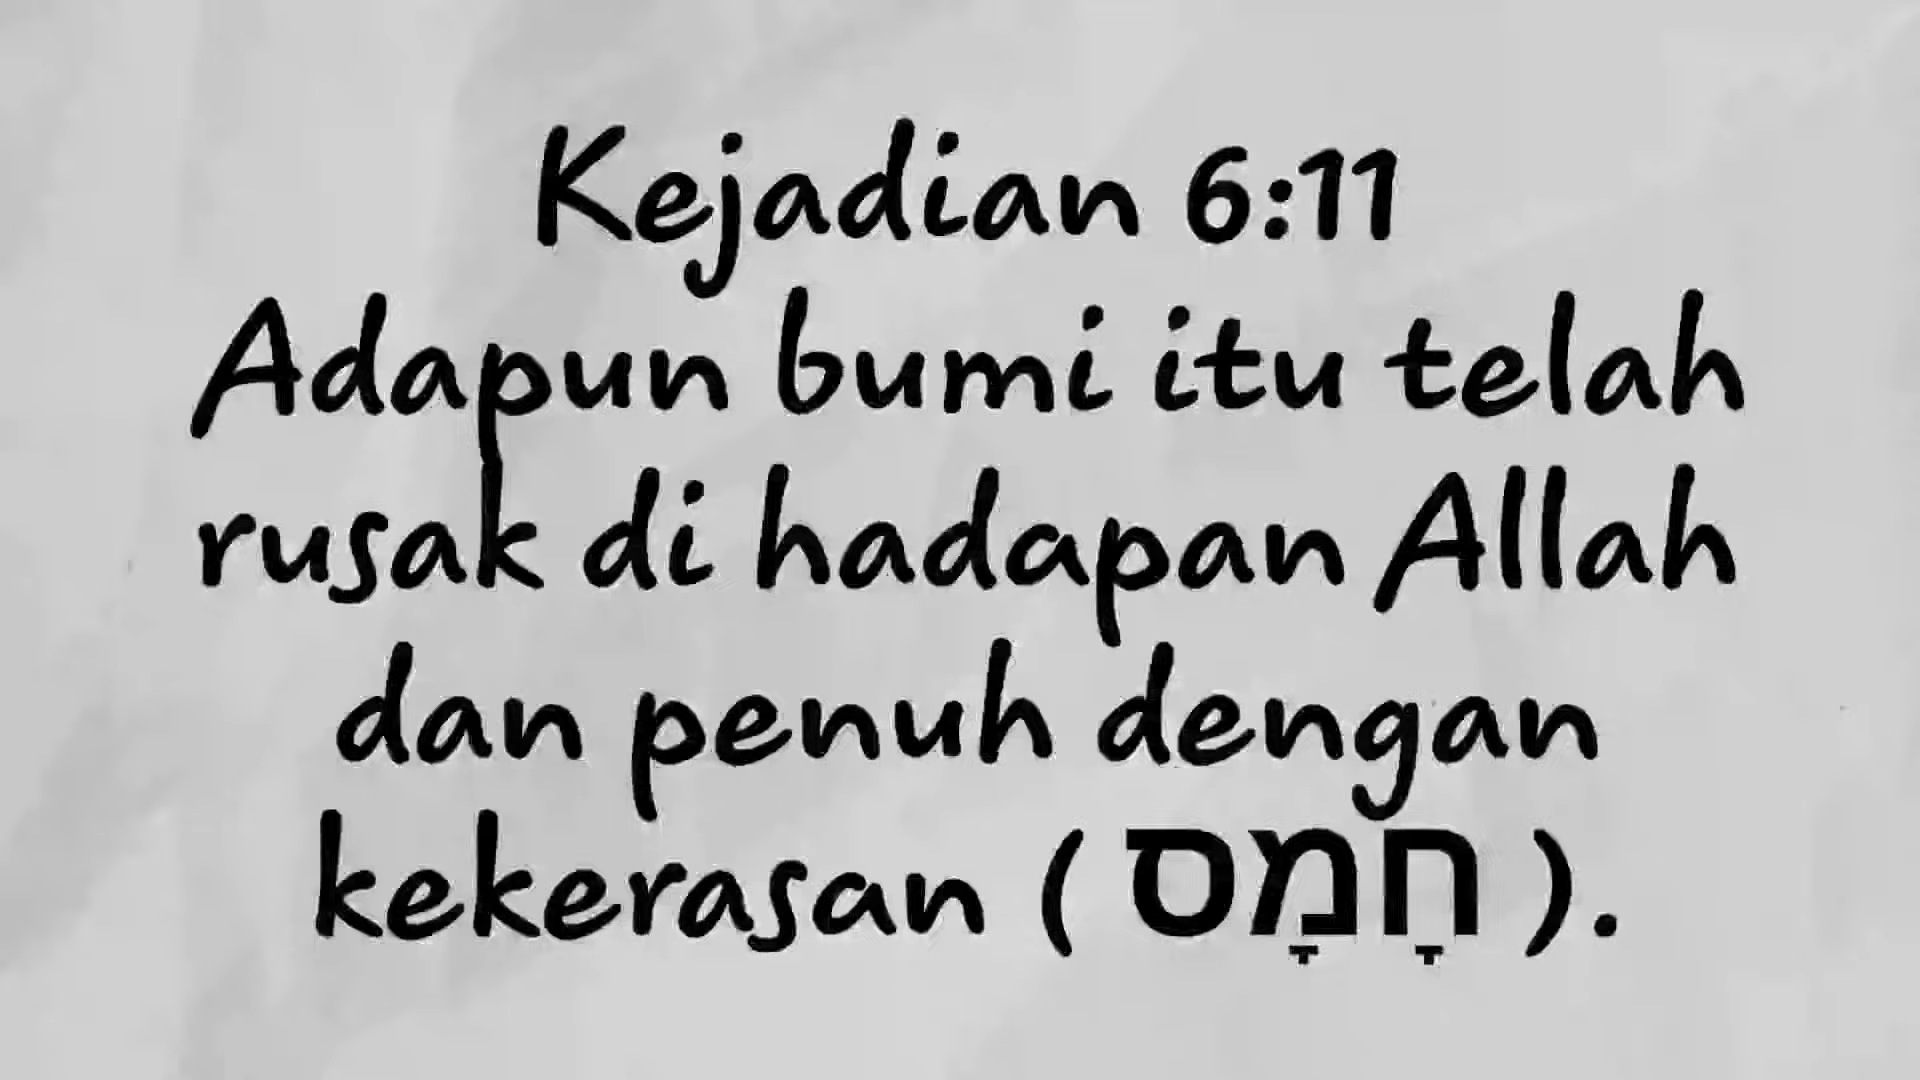 Kejadian 6:11
Adapun bumi itu telah
rusak di hadapan Allah
dan penuh dengan
kekerasan ( חָמָס ).